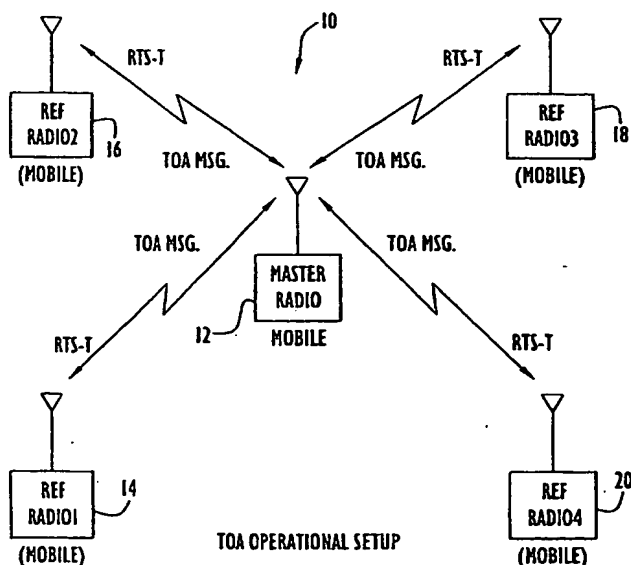 10
RTS-T
RTS-T
REF
RADIO2
16
(MOBILE)
REF
RADIO3
18
(MOBILE)
TOA MSG.
TOA MSG.
TOA MSG.
TOA MSG.
MASTER
RADIO
12
MOBILE
RTS-T
RTS-T
REF
RADIO1
14
(MOBILE)
REF
RADIO4
20
(MOBILE)
TOA OPERATIONAL SETUP